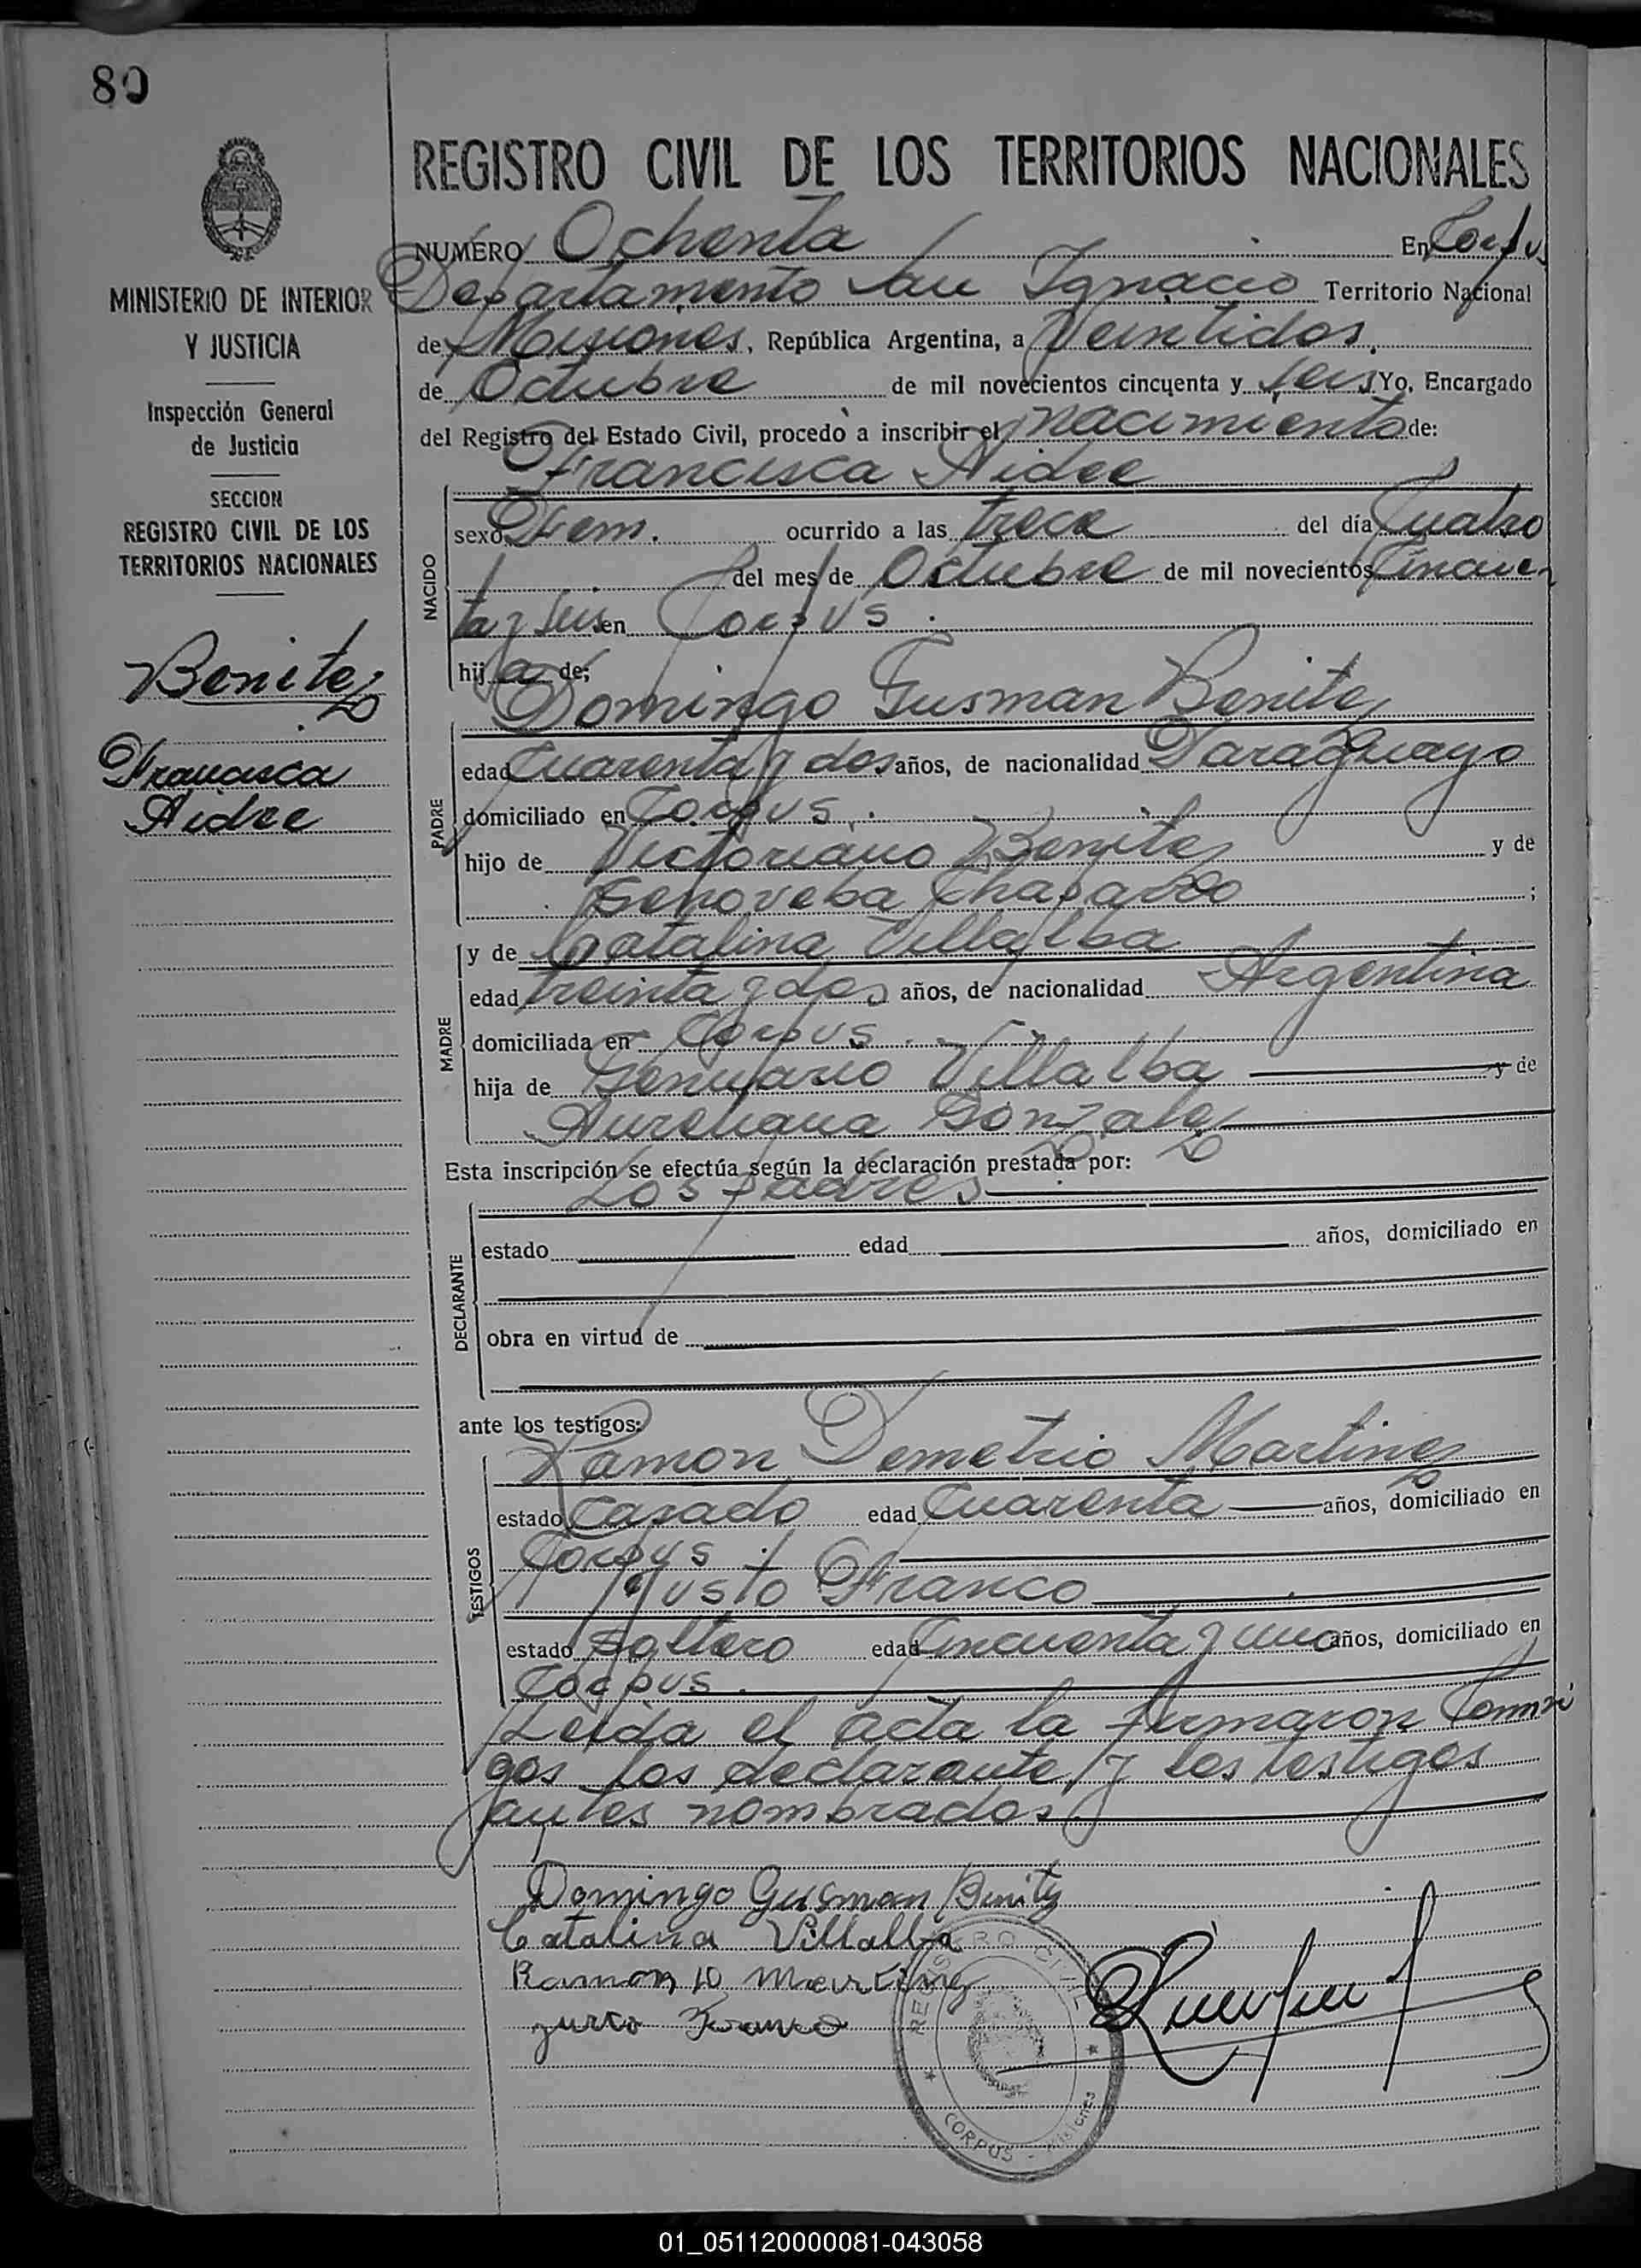 80
REGISTRO CIVIL DE LOS TERRITORIOS NACIONALES
MINISTERIO DE INTERIOR
Y JUSTICIA
Inspección General
de Justicia
SECCION
REGISTRO CIVIL DE LOS
TERRITORIOS NACIONALES
Benitez
Francisca
Aidee
NUMERO Ochenta En Corpus
Departamento San Ignacio Territorio Nacional
de Misiones, República Argentina, a Veintidos
de Octubre de mil novecientos cincuenta y seis Yo, Encargado
del Registro del Estado Civil, procedo a inscribir el nacimiento de:
Francisca Aidee
NACIDO
sexo Fem. ocurrido a las trece del día Cuatro
del mes de Octubre de mil novecientos Cincuen
ta y seis en Corpus.
hija de:
Domingo Gusman Benitez
PADRE
edad Cuarenta y dos años, de nacionalidad Paraguayo
domiciliado en Corpus.
hijo de Victoriano Benitez y de
Genoveba Chaparro ;
MADRE
y de Catalina Villalba
edad treinta y dos años, de nacionalidad Argentina
domiciliada en Corpus.
hija de Genuario Villalba y de
Aureliana Gonzalez
Esta inscripción se efectúa según la declaración prestada por:
Los padres
DECLARANTE
estado edad años, domiciliado en
obra en virtud de
ante los testigos:
Ramon Demetrio Martinez
TESTIGOS
estado Casado edad Cuarenta años, domiciliado en
Corpus. y
Justo Franco
estado Soltero edad Cincuenta y uno años, domiciliado en
Corpus.
Leida el acta la firmaron Conmi
gos los declarante y los testigos
antes nombrados.
Domingo Gusman Benitz
Catalina Villalba
Ramon D Martinez
Justo Franco
REGISTRO CIVIL
CORPUS - Misiones
01_051120000081-043058